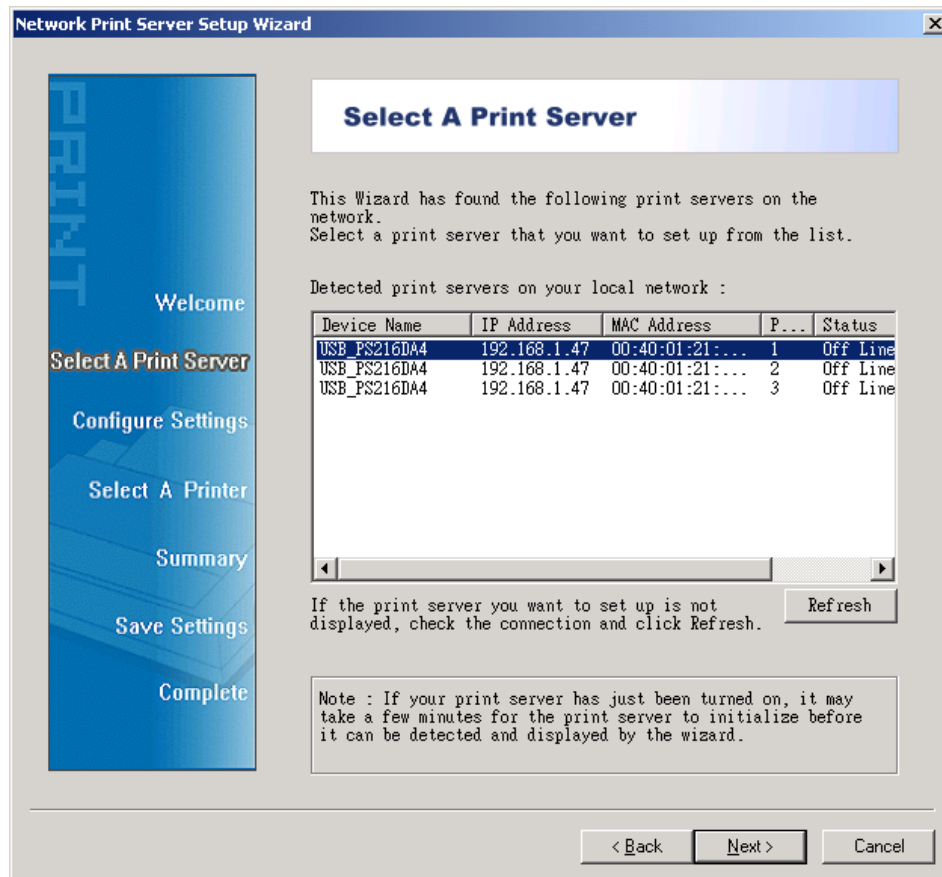 Network Print Server Setup Wizard
PRINT
Welcome
Select A Print Server
Configure Settings
Select A Printer
Summary
Save Settings
Complete
Select A Print Server
This Wizard has found the following print servers on the
network.
Select a print server that you want to set up from the list.
Detected print servers on your local network :
Device Name IP Address MAC Address P... Status
USB_PS216DA4 192.168.1.47 00:40:01:21:... 1 Off Line
USB_PS216DA4 192.168.1.47 00:40:01:21:... 2 Off Line
USB_PS216DA4 192.168.1.47 00:40:01:21:... 3 Off Line
If the print server you want to set up is not
displayed, check the connection and click Refresh.
Refresh
Note : If your print server has just been turned on, it may
take a few minutes for the print server to initialize before
it can be detected and displayed by the wizard.
< Back Next > Cancel